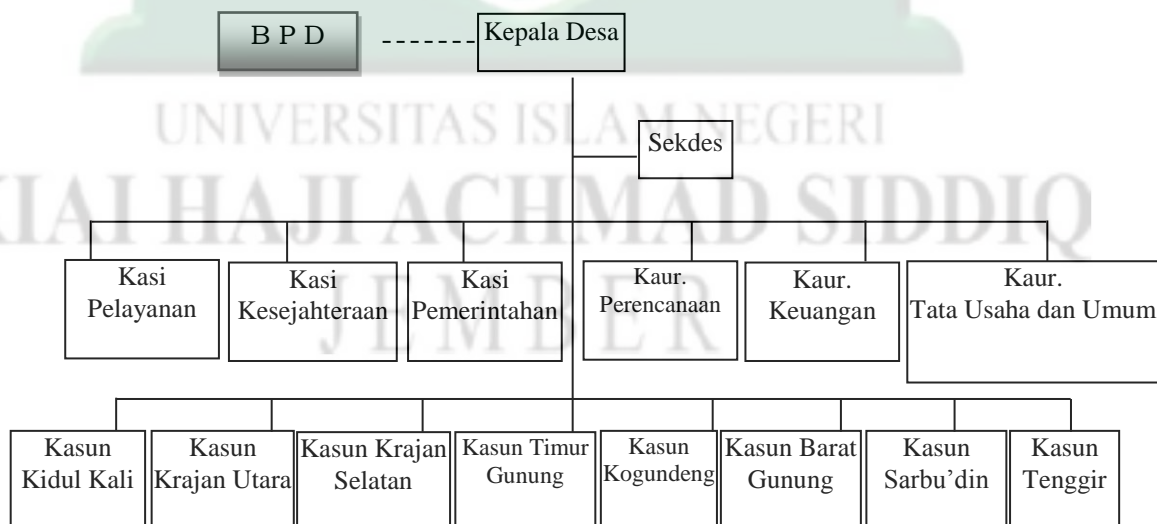 B P D
Kepala Desa
UNIVERSITAS ISLAM NEGERI
Sekdes
KIAI HAJI ACHMAD SIDDIQ
JEMBER
Kasi
Pelayanan
Kasi
Kesejahteraan
Kasi
Pemerintahan
Kaur.
Perencanaan
Kaur.
Keuangan
Kaur.
Tata Usaha dan Umum
Kasun
Kidul Kali
Kasun
Krajan Utara
Kasun Krajan
Selatan
Kasun Timur
Gunung
Kasun
Kogundeng
Kasun Barat
Gunung
Kasun
Sarbu'din
Kasun
Tenggir